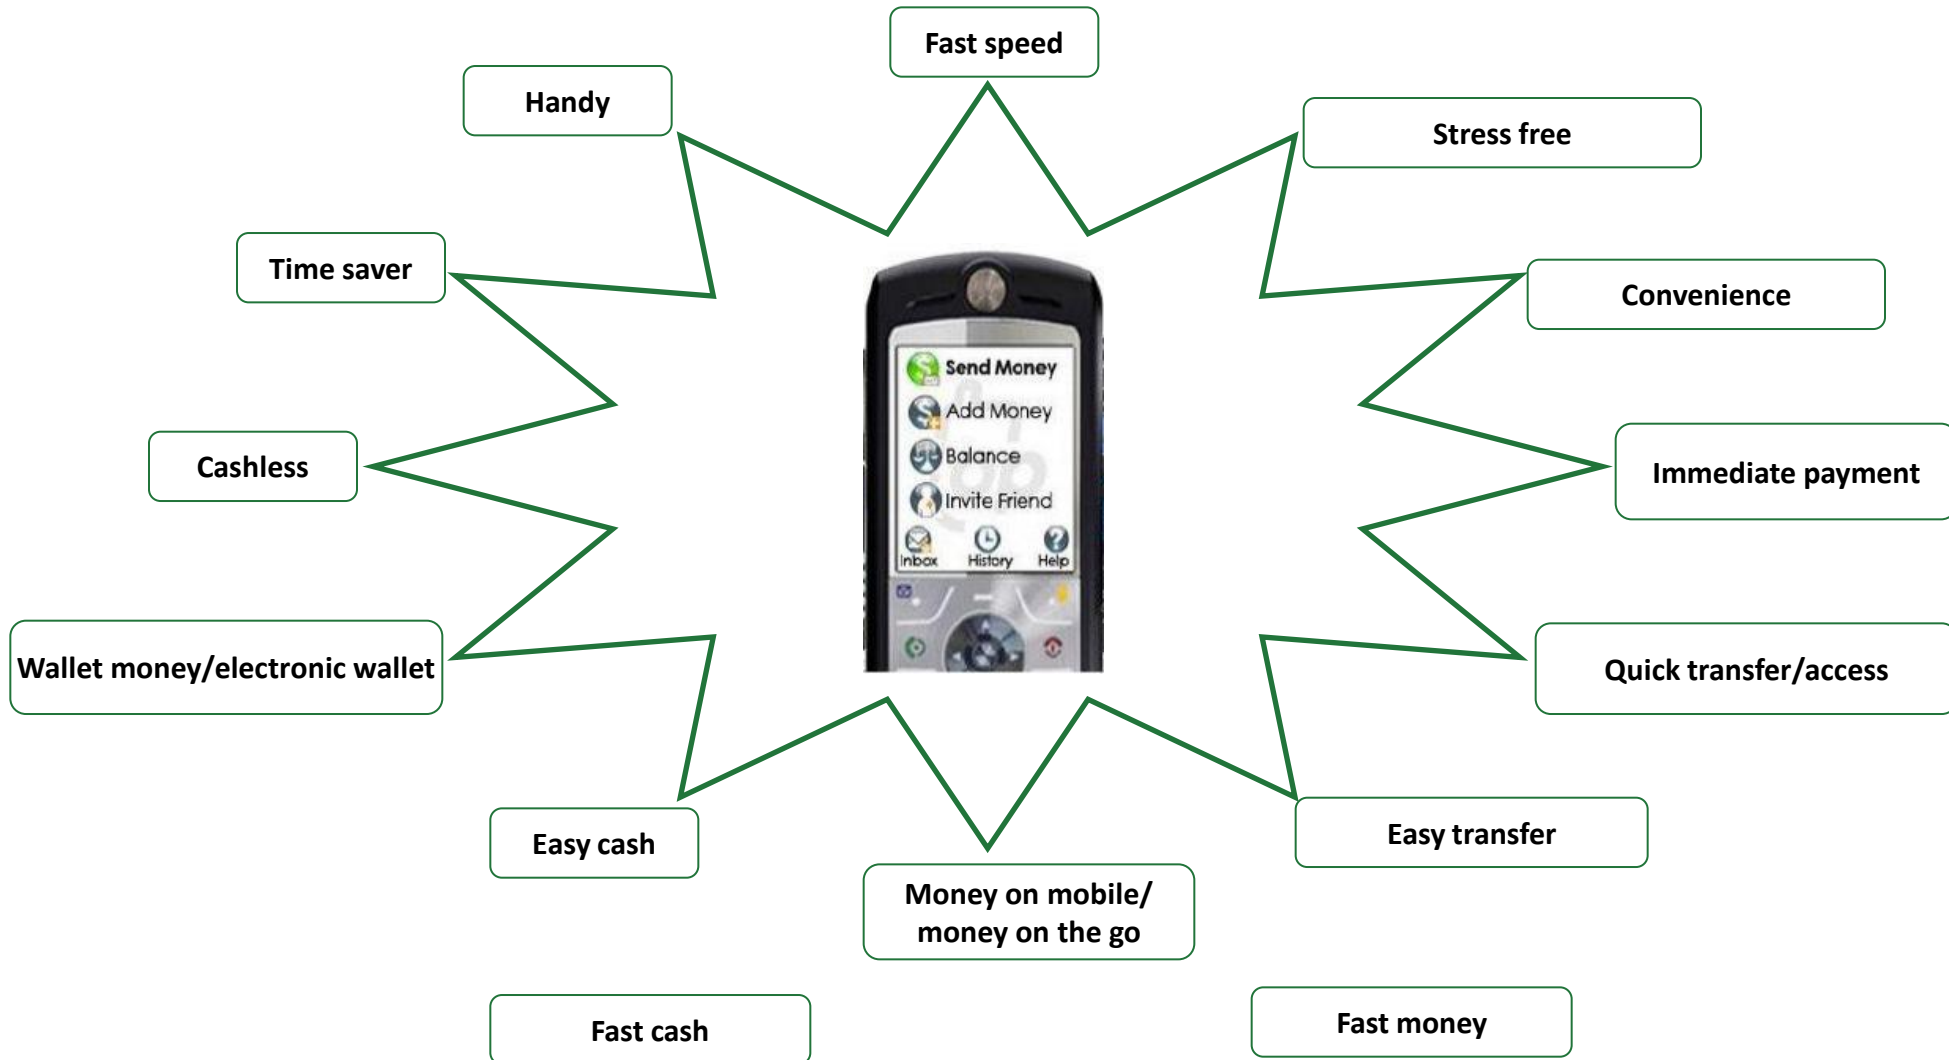 Fast speed
Handy
Stress free
Time saver
Convenience
Send Money
Add Money
Balance
Invite Friend
Inbox
History
Help
Cashless
Immediate payment
Wallet money/electronic wallet
Quick transfer/access
Easy cash
Easy transfer
Money on mobile/
money on the go
Fast cash
Fast money